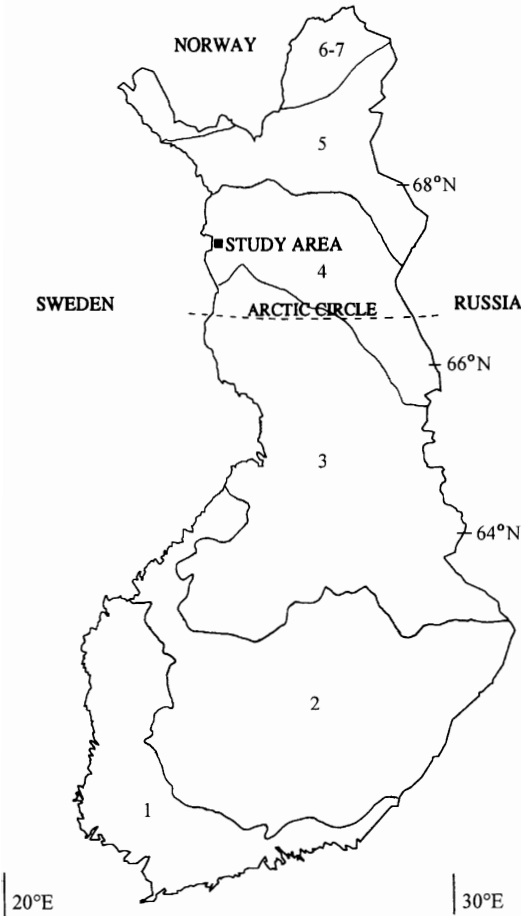 NORWAY
6-7
5
68°N
STUDY AREA
4
SWEDEN
ARCTIC CIRCLE
RUSSIA
66°N
3
64°N
2
1
20°E
30°E